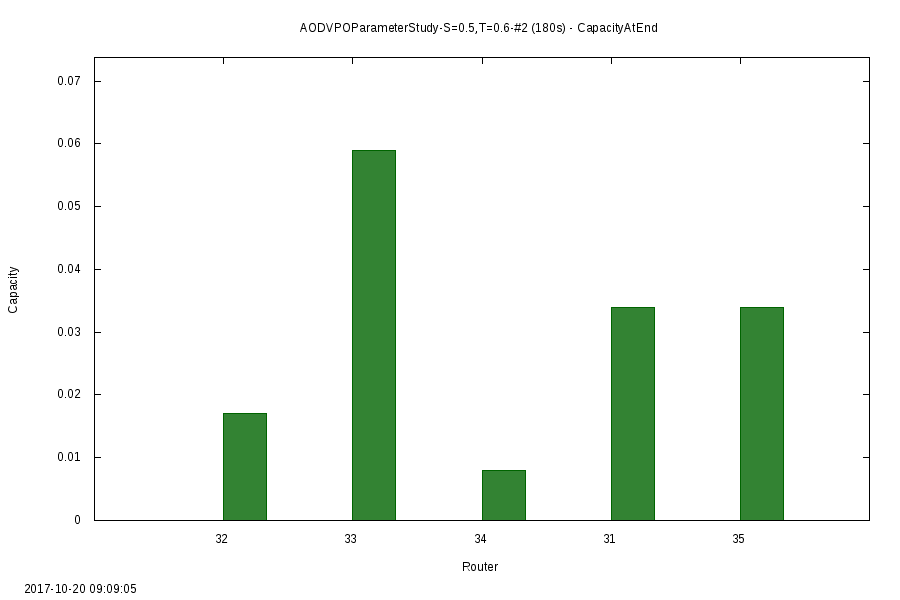 AODVPOParameterStudy-S=0.5,T=0.6-#2 (180s) - CapacityAtEnd
0.07
0.06
0.05
0.04
0.03
0.02
0.01
0
Capacity
32 33 34 31 35
Router
2017-10-20 09:09:05